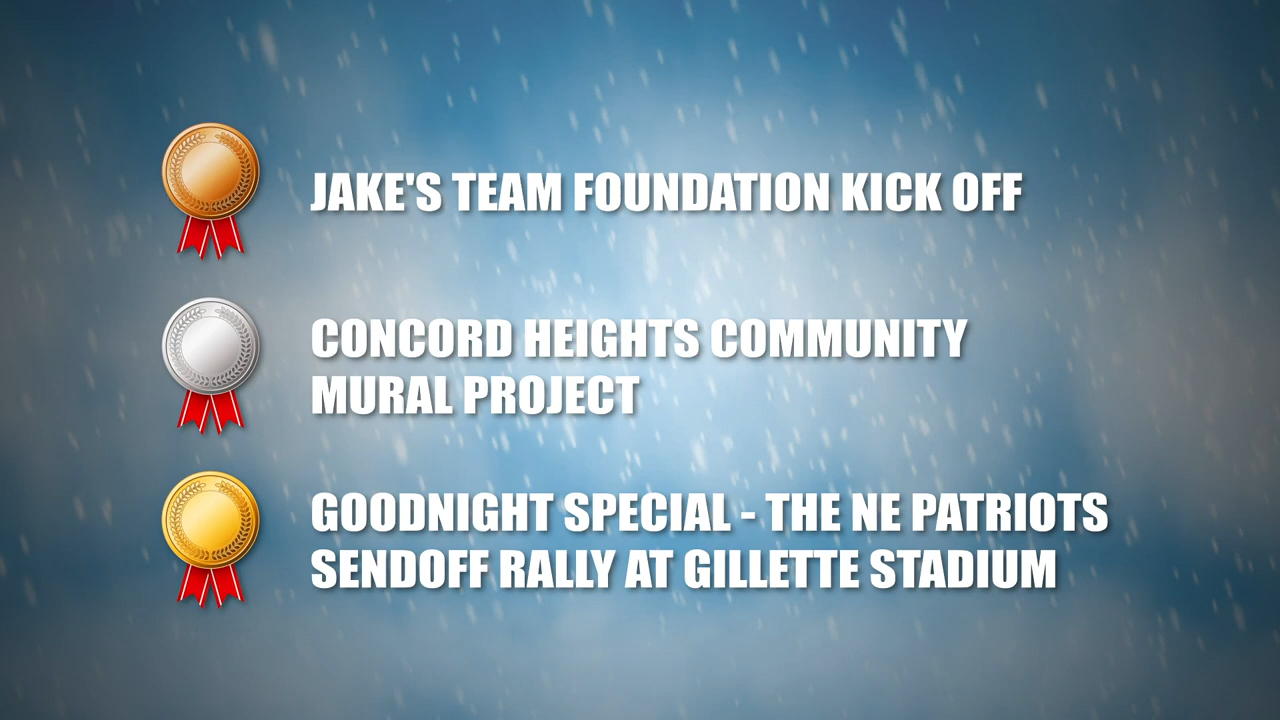 JAKE'S TEAM FOUNDATION KICK OFF
CONCORD HEIGHTS COMMUNITY
MURAL PROJECT
GOODNIGHT SPECIAL - THE NE PATRIOTS
SENDOFF RALLY AT GILLETTE STADIUM